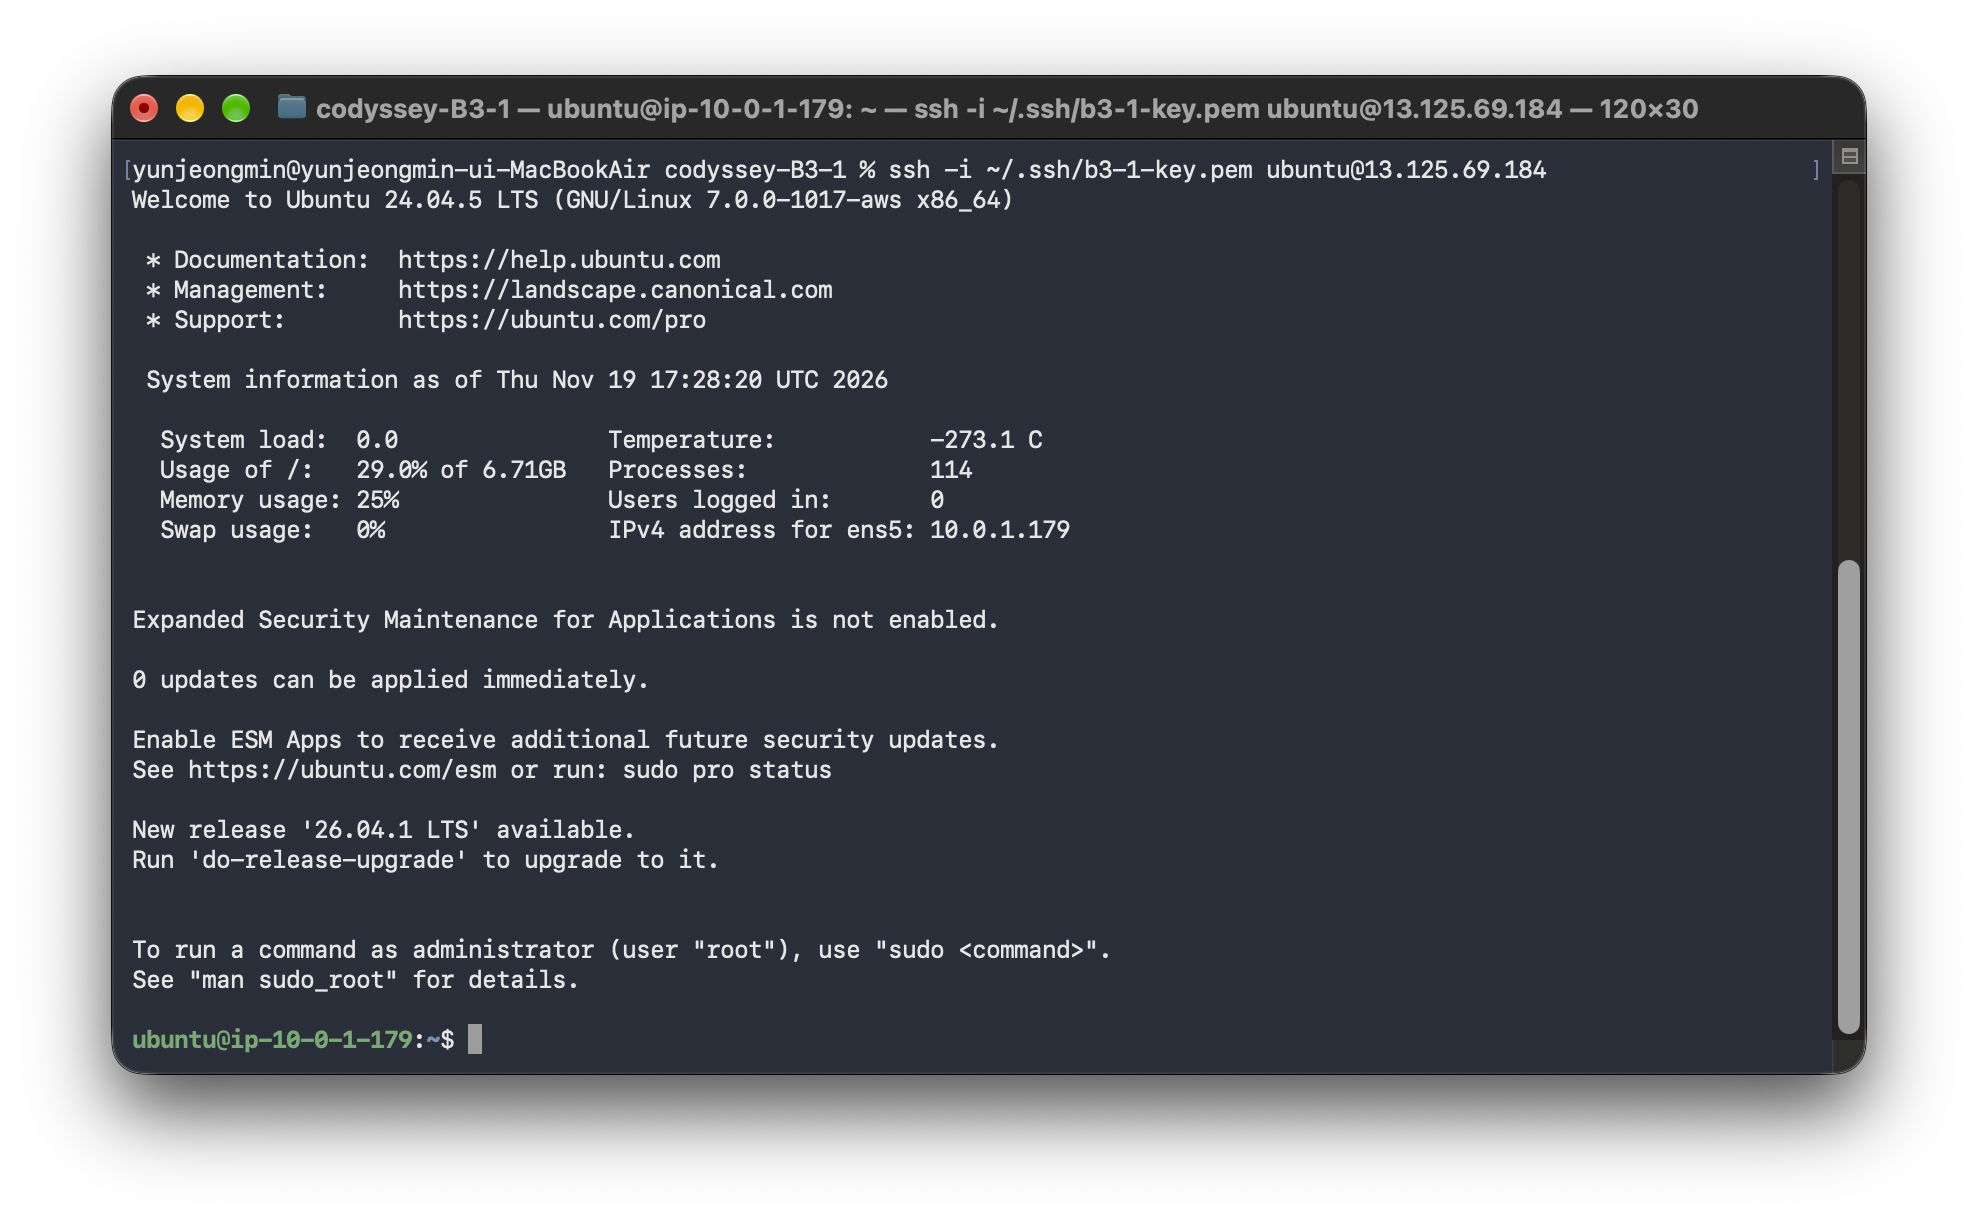 codyssey-B3-1 — ubuntu@ip-10-0-1-179: ~ — ssh -i ~/.ssh/b3-1-key.pem ubuntu@13.125.69.184 — 120×30
[yunjeongmin@yunjeongmin-ui-MacBookAir codyssey-B3-1 % ssh -i ~/.ssh/b3-1-key.pem ubuntu@13.125.69.184 ]
Welcome to Ubuntu 24.04.5 LTS (GNU/Linux 7.0.0-1017-aws x86_64)
* Documentation: https://help.ubuntu.com
* Management: https://landscape.canonical.com
* Support: https://ubuntu.com/pro
System information as of Thu Nov 19 17:28:20 UTC 2026
System load: 0.0 Temperature: -273.1 C
Usage of /: 29.0% of 6.71GB Processes: 114
Memory usage: 25% Users logged in: 0
Swap usage: 0% IPv4 address for ens5: 10.0.1.179
Expanded Security Maintenance for Applications is not enabled.
0 updates can be applied immediately.
Enable ESM Apps to receive additional future security updates.
See https://ubuntu.com/esm or run: sudo pro status
New release '26.04.1 LTS' available.
Run 'do-release-upgrade' to upgrade to it.
To run a command as administrator (user "root"), use "sudo <command>".
See "man sudo_root" for details.
ubuntu@ip-10-0-1-179:~$